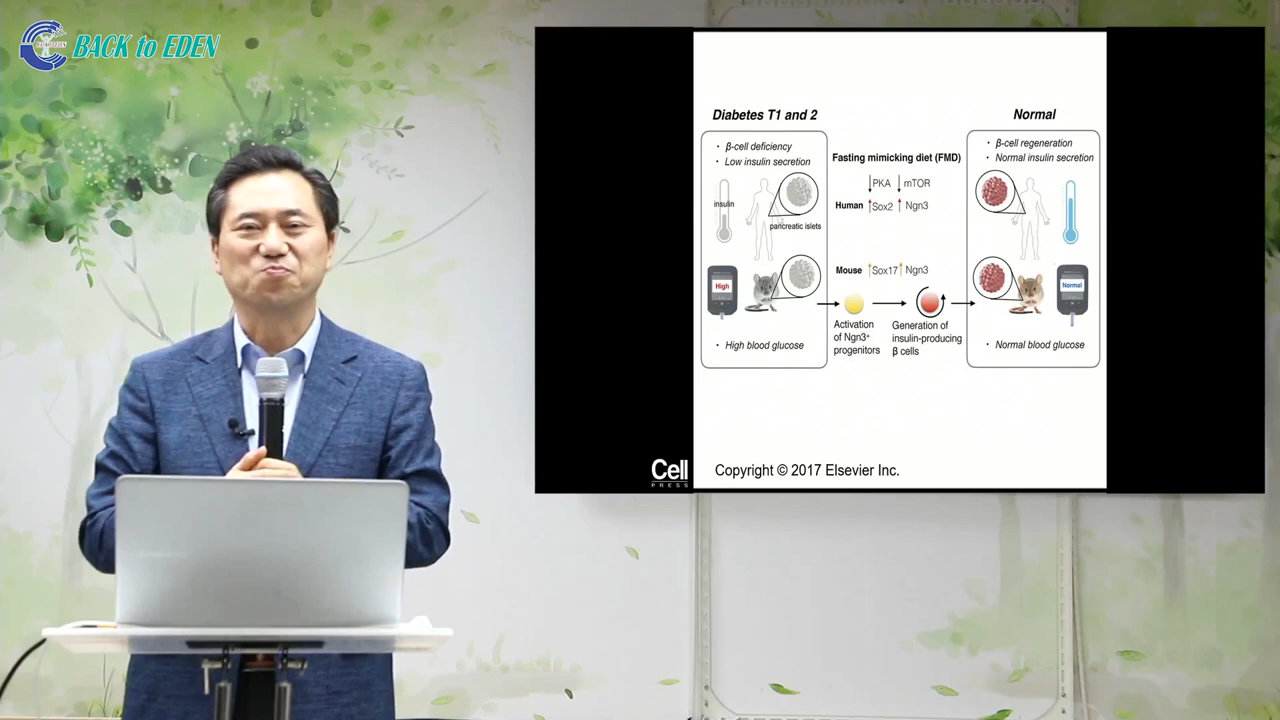 BACK to EDEN
Diabetes T1 and 2
· β-cell deficiency
· Low insulin secretion
insulin
pancreatic islets
High
· High blood glucose
Fasting mimicking diet (FMD)
↓PKA ↓ mTOR
Human ↑Sox2 ↑ Ngn3
Mouse ↑Sox17↑ Ngn3
Activation
of Ngn3⁺
progenitors
Generation of
insulin-producing
β cells
Normal
· β-cell regeneration
· Normal insulin secretion
Normal
· Normal blood glucose
Cell
PRESS
Copyright © 2017 Elsevier Inc.